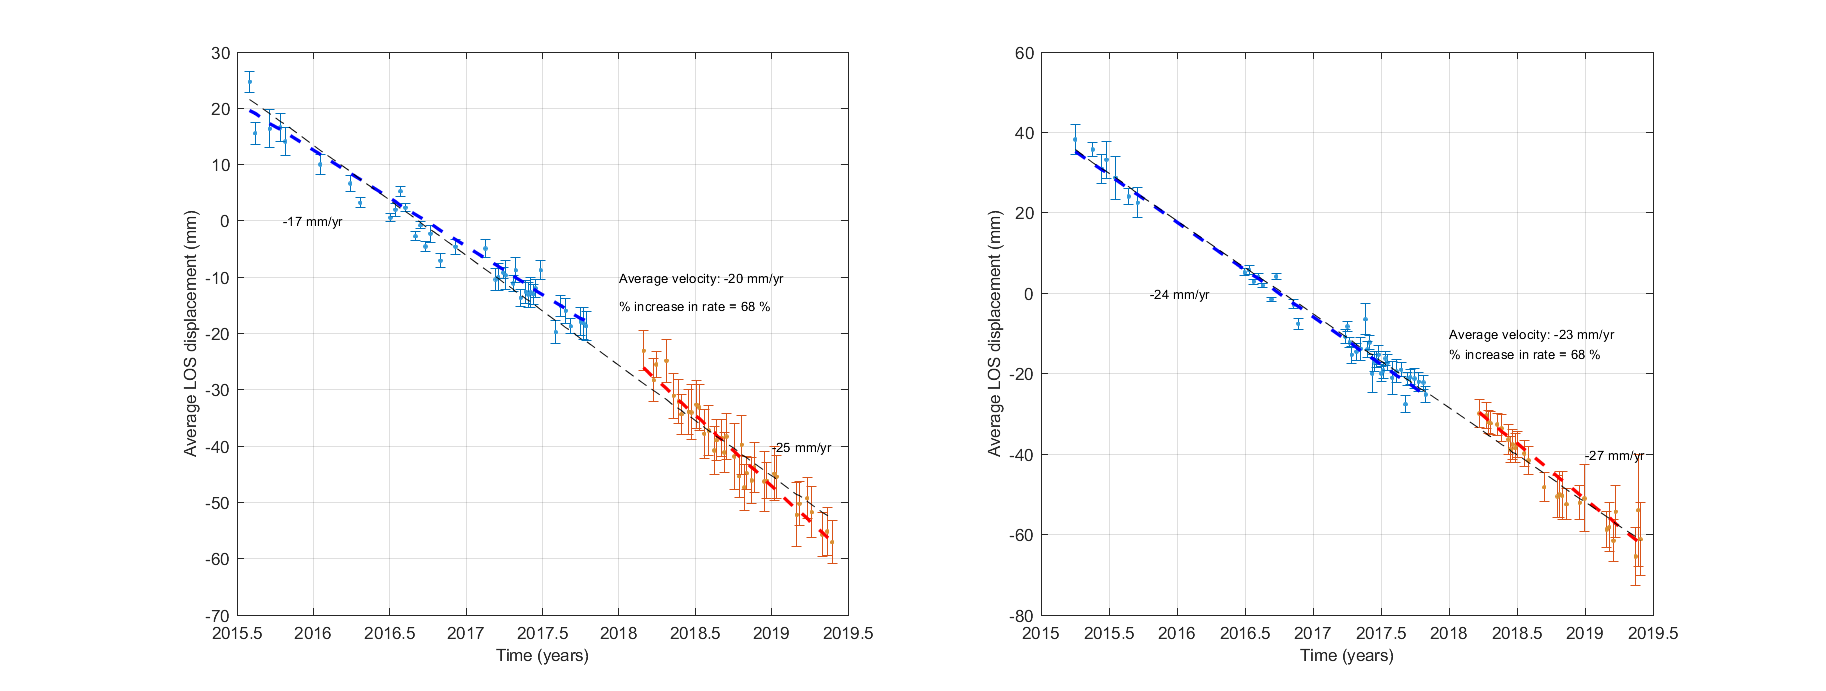 30
20
10
0
-10
-20
-30
-40
-50
-60
-70
2015.5 2016 2016.5 2017 2017.5 2018 2018.5 2019 2019.5
Time (years)
Average LOS displacement (mm)
-17 mm/yr
Average velocity: -20 mm/yr
% increase in rate = 68 %
-25 mm/yr
60
40
20
0
-20
-40
-60
-80
2015 2015.5 2016 2016.5 2017 2017.5 2018 2018.5 2019 2019.5
Time (years)
Average LOS displacement (mm)
-24 mm/yr
Average velocity: -23 mm/yr
% increase in rate = 68 %
-27 mm/yr